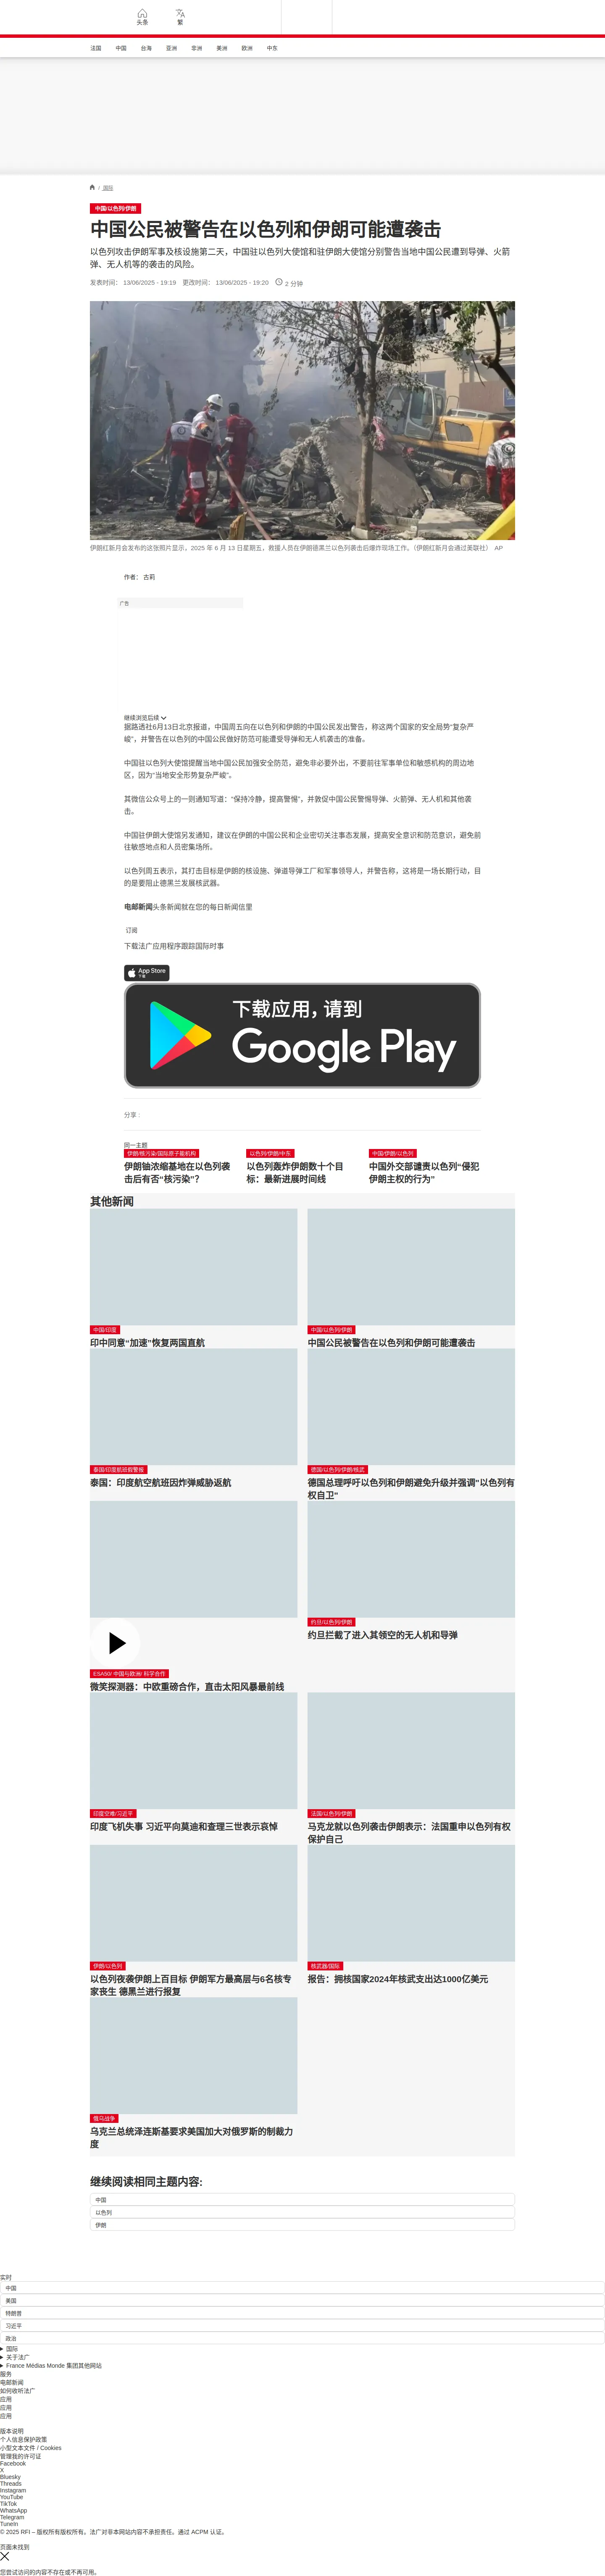 头条
繁
法国
中国
台海
亚洲
非洲
美洲
欧洲
中东
/ 国际
中国/以色列/伊朗
中国公民被警告在以色列和伊朗可能遭袭击
以色列攻击伊朗军事及核设施第二天，中国驻以色列大使馆和驻伊朗大使馆分别警告当地中国公民遭到导弹、火箭
弹、无人机等的袭击的风险。
发表时间： 13/06/2025 - 19:19 更改时间： 13/06/2025 - 19:20 2 分钟
伊朗红新月会发布的这张照片显示，2025 年 6 月 13 日星期五，救援人员在伊朗德黑兰以色列袭击后爆炸现场工作。（伊朗红新月会通过美联社） AP
作者： 古莉
广告
继续浏览后续
据路透社6月13日北京报道，中国周五向在以色列和伊朗的中国公民发出警告，称这两个国家的安全局势“复杂严
峻”，并警告在以色列的中国公民做好防范可能遭受导弹和无人机袭击的准备。
中国驻以色列大使馆提醒当地中国公民加强安全防范，避免非必要外出，不要前往军事单位和敏感机构的周边地
区，因为“当地安全形势复杂严峻”。
其微信公众号上的一则通知写道：“保持冷静，提高警惕”，并敦促中国公民警惕导弹、火箭弹、无人机和其他袭
击。
中国驻伊朗大使馆另发通知，建议在伊朗的中国公民和企业密切关注事态发展，提高安全意识和防范意识，避免前
往敏感地点和人员密集场所。
以色列周五表示，其打击目标是伊朗的核设施、弹道导弹工厂和军事领导人，并警告称，这将是一场长期行动，目
的是要阻止德黑兰发展核武器。
电邮新闻头条新闻就在您的每日新闻信里
订阅
下载法广应用程序跟踪国际时事
App Store
下载
下载应用，请到
Google Play
分享 :
同一主题
伊朗/核污染/国际原子能机构
伊朗铀浓缩基地在以色列袭
击后有否“核污染”？
以色列/伊朗/中东
以色列轰炸伊朗数十个目
标：最新进展时间线
中国/伊朗/以色列
中国外交部谴责以色列“侵犯
伊朗主权的行为”
其他新闻
中国/印度
印中同意“加速”恢复两国直航
中国/以色列/伊朗
中国公民被警告在以色列和伊朗可能遭袭击
泰国/印度航班假警报
泰国：印度航空航班因炸弹威胁返航
德国/以色列/伊朗/核武
德国总理呼吁以色列和伊朗避免升级并强调"以色列有
权自卫"
约旦/以色列/伊朗
约旦拦截了进入其领空的无人机和导弹
ESA50/ 中国与欧洲/ 科学合作
微笑探测器：中欧重磅合作，直击太阳风暴最前线
印度空难/习近平
印度飞机失事 习近平向莫迪和查理三世表示哀悼
法国/以色列/伊朗
马克龙就以色列袭击伊朗表示：法国重申以色列有权
保护自己
伊朗/以色列
以色列夜袭伊朗上百目标 伊朗军方最高层与6名核专
家丧生 德黑兰进行报复
核武器/国际
报告：拥核国家2024年核武支出达1000亿美元
俄乌战争
乌克兰总统泽连斯基要求美国加大对俄罗斯的制裁力
度
继续阅读相同主题内容:
中国
以色列
伊朗
实时
中国
美国
特朗普
习近平
政治
国际
关于法广
France Médias Monde 集团其他网站
服务
电邮新闻
如何收听法广
应用
应用
应用
版本说明
个人信息保护政策
小型文本文件 / Cookies
管理我的许可证
Facebook
X
Bluesky
Threads
Instagram
YouTube
TikTok
WhatsApp
Telegram
TuneIn
© 2025 RFI – 版权所有版权所有。法广对非本网站内容不承担责任。通过 ACPM 认证。
页面未找到
您尝试访问的内容不存在或不再可用。